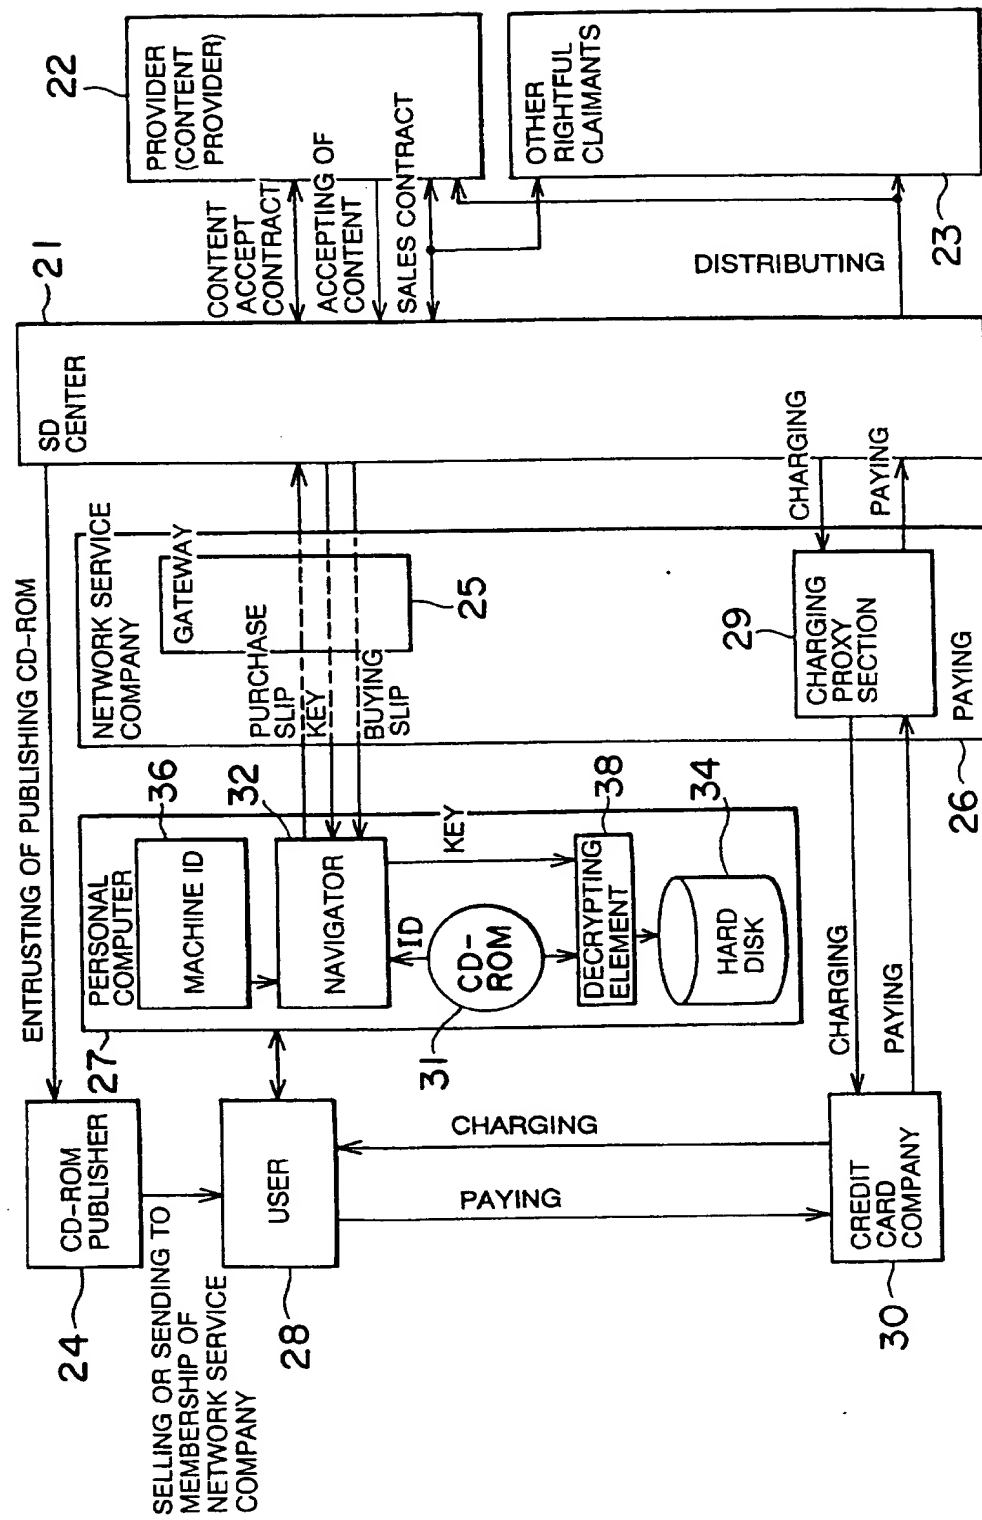 ENTRUSTING OF PUBLISHING CD-ROM
24
CD-ROM
PUBLISHER
SELLING OR SENDING TO
MEMBERSHIP OF
NETWORK SERVICE
COMPANY
USER
28
27
PERSONAL
COMPUTER
MACHINE ID
36
NAVIGATOR
32
ID
CD-
ROM
31
KEY
DECRYPTING
ELEMENT
38
HARD
DISK
34
NETWORK SERVICE
COMPANY
GATEWAY
25
PURCHASE
SLIP
KEY
BUYING
SLIP
SD
CENTER
21
CONTENT
ACCEPT
CONTRACT
ACCEPTING OF
CONTENT
SALES CONTRACT
PROVIDER
(CONTENT
PROVIDER)
22
OTHER
RIGHTFUL
CLAIMANTS
23
DISTRIBUTING
CHARGING
PAYING
29
CHARGING
PROXY
SECTION
PAYING
26
CHARGING
PAYING
CHARGING
PAYING
CREDIT
CARD
COMPANY
30